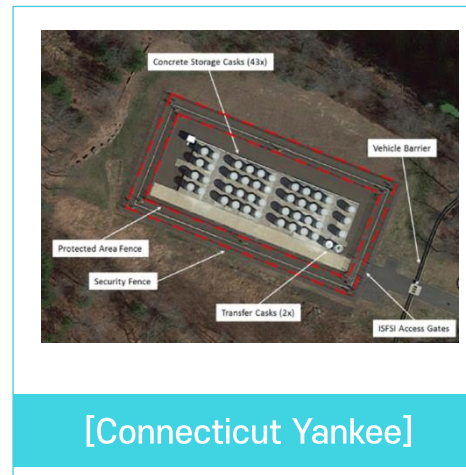 Concrete Storage Casks (43x)
Vehicle Barrier
Protected Area Fence
Security Fence
Transfer Casks (2x)
ISFSI Access Gates
[Connecticut Yankee]